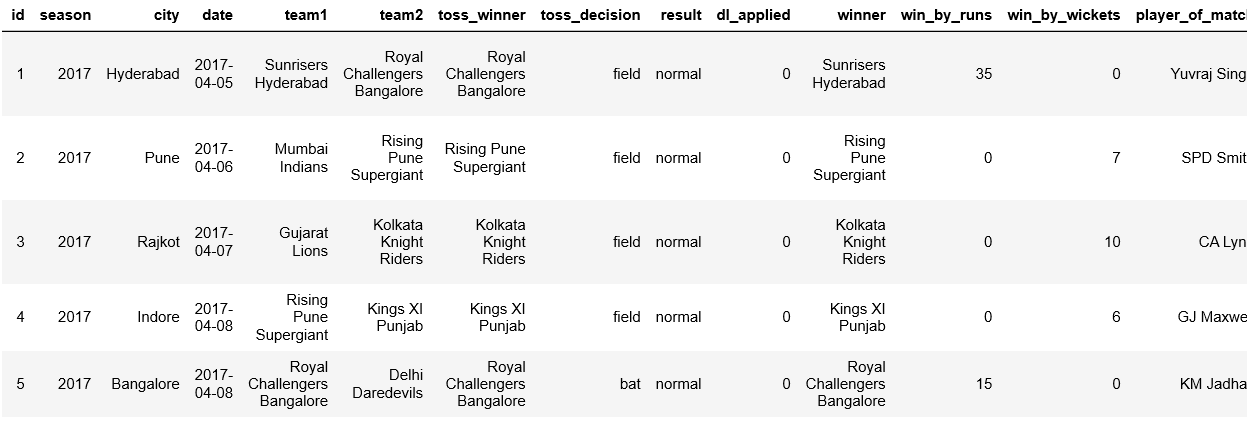 id season city date team1 team2 toss_winner toss_decision result dl_applied winner win_by_runs win_by_wickets player_of_matc
1 2017 Hyderabad 2017-04-05 Sunrisers Hyderabad Royal Challengers Bangalore Royal Challengers Bangalore field normal 0 Sunrisers Hyderabad 35 0 Yuvraj Sing
2 2017 Pune 2017-04-06 Mumbai Indians Rising Pune Supergiant Rising Pune Supergiant field normal 0 Rising Pune Supergiant 0 7 SPD Smit
3 2017 Rajkot 2017-04-07 Gujarat Lions Kolkata Knight Riders Kolkata Knight Riders field normal 0 Kolkata Knight Riders 0 10 CA Lyn
4 2017 Indore 2017-04-08 Rising Pune Supergiant Kings XI Punjab Kings XI Punjab field normal 0 Kings XI Punjab 0 6 GJ Maxwe
5 2017 Bangalore 2017-04-08 Royal Challengers Bangalore Delhi Daredevils Royal Challengers Bangalore bat normal 0 Royal Challengers Bangalore 15 0 KM Jadha